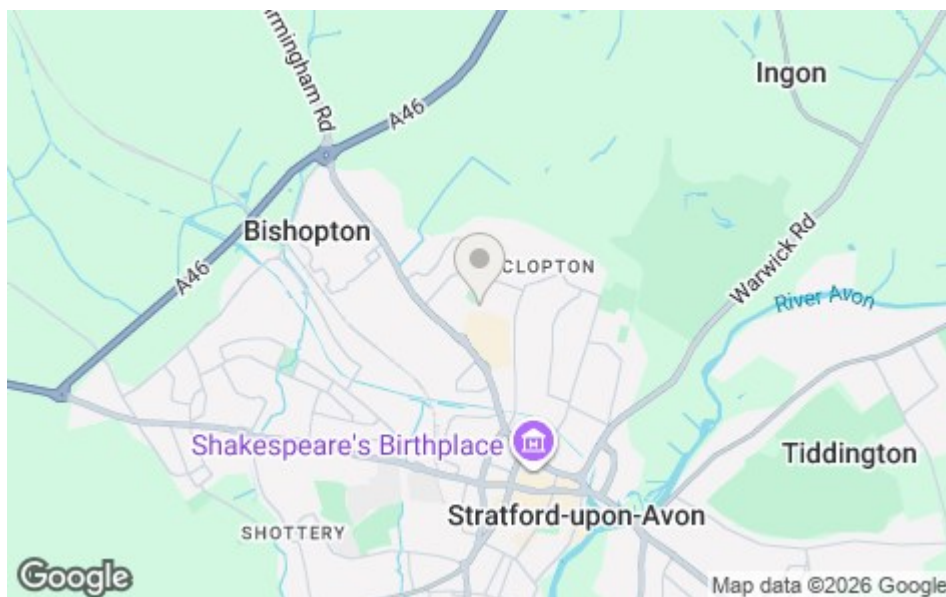 irmingham Rd
A46
Ingon
Bishopton
CLOPTON
Warwick Rd
A46
River Avon
Shakespeare's Birthplace
Tiddington
Stratford-upon-Avon
SHOTTERY
Google
Map data ©2026 Google